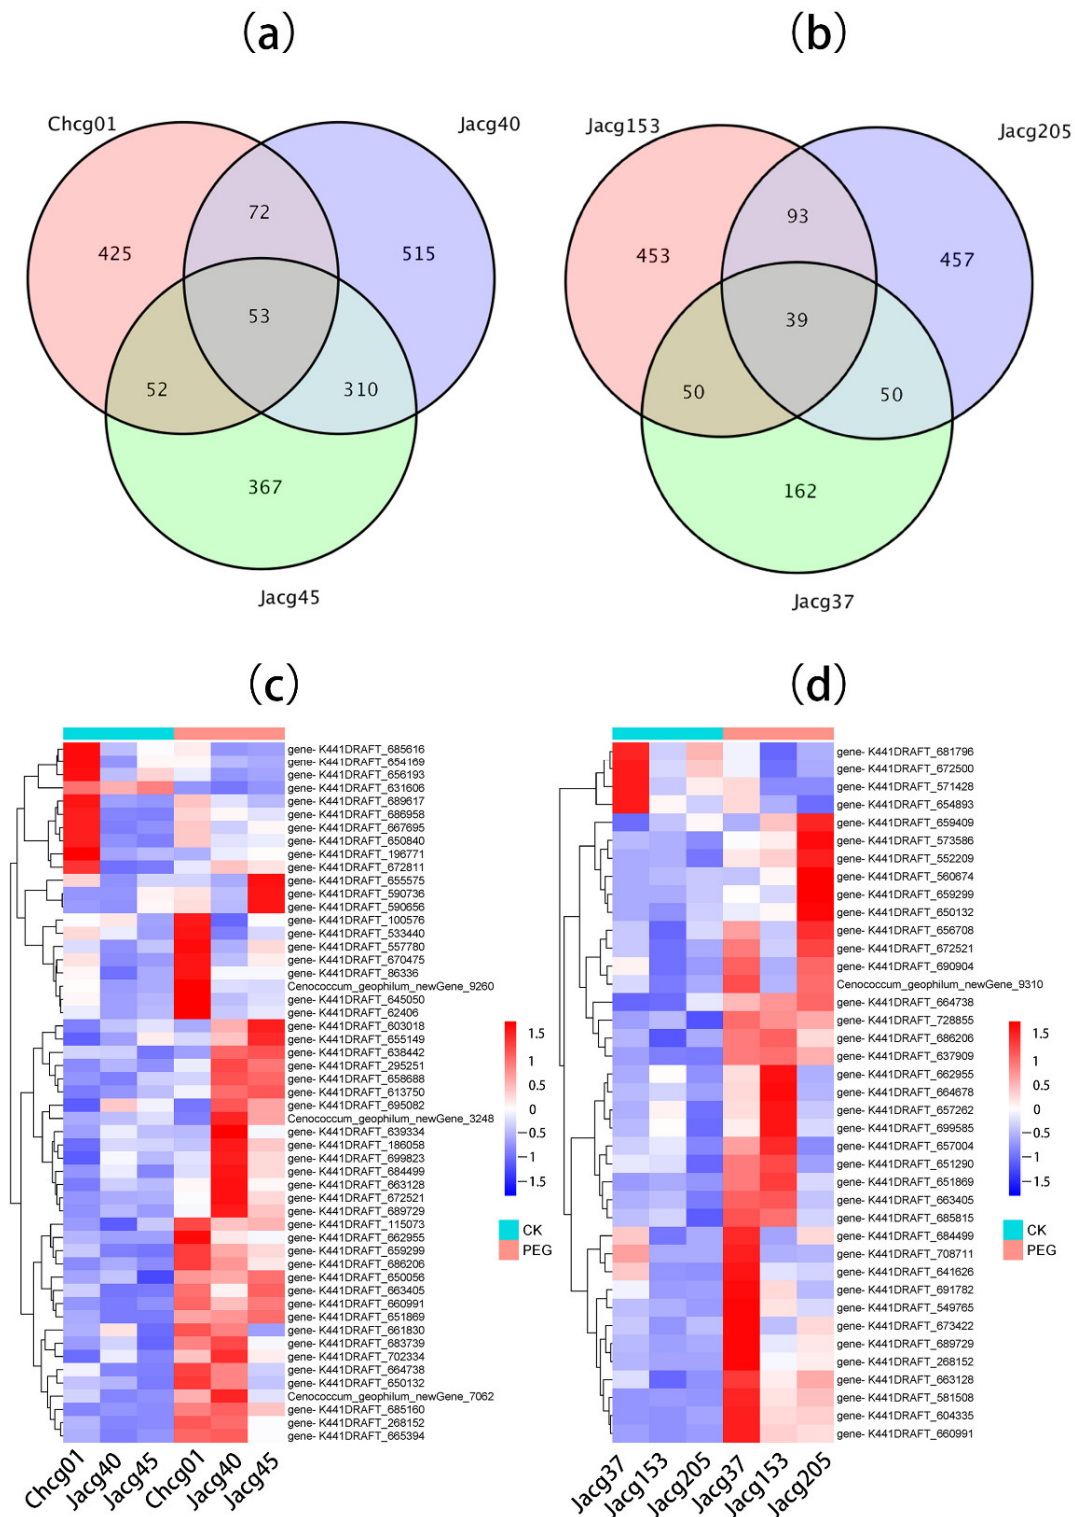 (a)
(b)
Chcg01
Jacg40
72
425
515
53
52
310
367
Jacg45
Jacg153
Jacg205
93
453
457
39
50
50
162
Jacg37
(c)
(d)
gene- K441DRAFT_685616
gene- K441DRAFT_654169
gene- K441DRAFT_656193
gene- K441DRAFT_631606
gene- K441DRAFT_689617
gene- K441DRAFT_686958
gene- K441DRAFT_667695
gene- K441DRAFT_650840
gene- K441DRAFT_196771
gene- K441DRAFT_672811
gene- K441DRAFT_655575
gene- K441DRAFT_590736
gene- K441DRAFT_590656
gene- K441DRAFT_100576
gene- K441DRAFT_533440
gene- K441DRAFT_557780
gene- K441DRAFT_670475
gene- K441DRAFT_86336
Cenococcum_geophilum_newGene_9260
gene- K441DRAFT_645050
gene- K441DRAFT_62406
gene- K441DRAFT_603018
gene- K441DRAFT_655149
gene- K441DRAFT_638442
gene- K441DRAFT_295251
gene- K441DRAFT_658688
gene- K441DRAFT_613750
gene- K441DRAFT_695082
Cenococcum_geophilum_newGene_3248
gene- K441DRAFT_639334
gene- K441DRAFT_186058
gene- K441DRAFT_699823
gene- K441DRAFT_684499
gene- K441DRAFT_663128
gene- K441DRAFT_672521
gene- K441DRAFT_689729
gene- K441DRAFT_115073
gene- K441DRAFT_662955
gene- K441DRAFT_659299
gene- K441DRAFT_686206
gene- K441DRAFT_650056
gene- K441DRAFT_663405
gene- K441DRAFT_660991
gene- K441DRAFT_651869
gene- K441DRAFT_661830
gene- K441DRAFT_683739
gene- K441DRAFT_702334
gene- K441DRAFT_664738
gene- K441DRAFT_650132
Cenococcum_geophilum_newGene_7062
gene- K441DRAFT_685160
gene- K441DRAFT_268152
gene- K441DRAFT_665394
1.5
1
0.5
0
−0.5
−1
−1.5
CK
PEG
Chcg01
Jacg40
Jacg45
Chcg01
Jacg40
Jacg45
gene- K441DRAFT_681796
gene- K441DRAFT_672500
gene- K441DRAFT_571428
gene- K441DRAFT_654893
gene- K441DRAFT_659409
gene- K441DRAFT_573586
gene- K441DRAFT_552209
gene- K441DRAFT_560674
gene- K441DRAFT_659299
gene- K441DRAFT_650132
gene- K441DRAFT_656708
gene- K441DRAFT_672521
gene- K441DRAFT_690904
Cenococcum_geophilum_newGene_9310
gene- K441DRAFT_664738
gene- K441DRAFT_728855
gene- K441DRAFT_686206
gene- K441DRAFT_637909
gene- K441DRAFT_662955
gene- K441DRAFT_664678
gene- K441DRAFT_657262
gene- K441DRAFT_699585
gene- K441DRAFT_657004
gene- K441DRAFT_651290
gene- K441DRAFT_651869
gene- K441DRAFT_663405
gene- K441DRAFT_685815
gene- K441DRAFT_684499
gene- K441DRAFT_708711
gene- K441DRAFT_641626
gene- K441DRAFT_691782
gene- K441DRAFT_549765
gene- K441DRAFT_673422
gene- K441DRAFT_689729
gene- K441DRAFT_268152
gene- K441DRAFT_663128
gene- K441DRAFT_581508
gene- K441DRAFT_604335
gene- K441DRAFT_660991
1.5
1
0.5
0
−0.5
−1
−1.5
CK
PEG
Jacg37
Jacg153
Jacg205
Jacg37
Jacg153
Jacg205